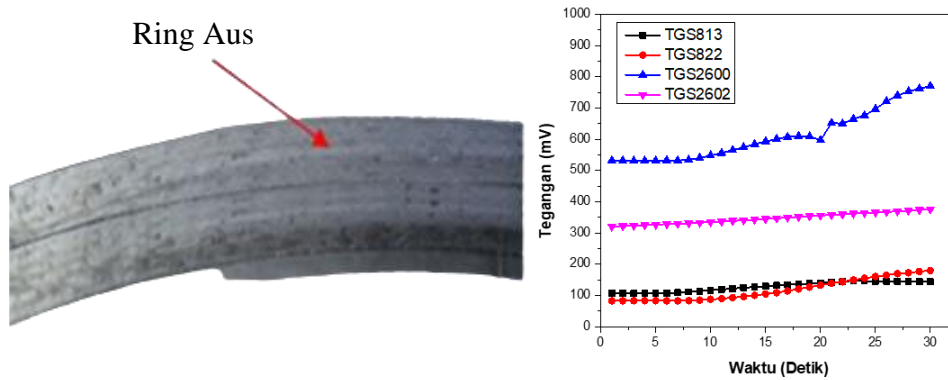 Ring Aus
1000
900
800
700
600
500
400
300
200
100
0
Tegangan (mV)
TGS813
TGS822
TGS2600
TGS2602
0 5 10 15 20 25 30
Waktu (Detik)